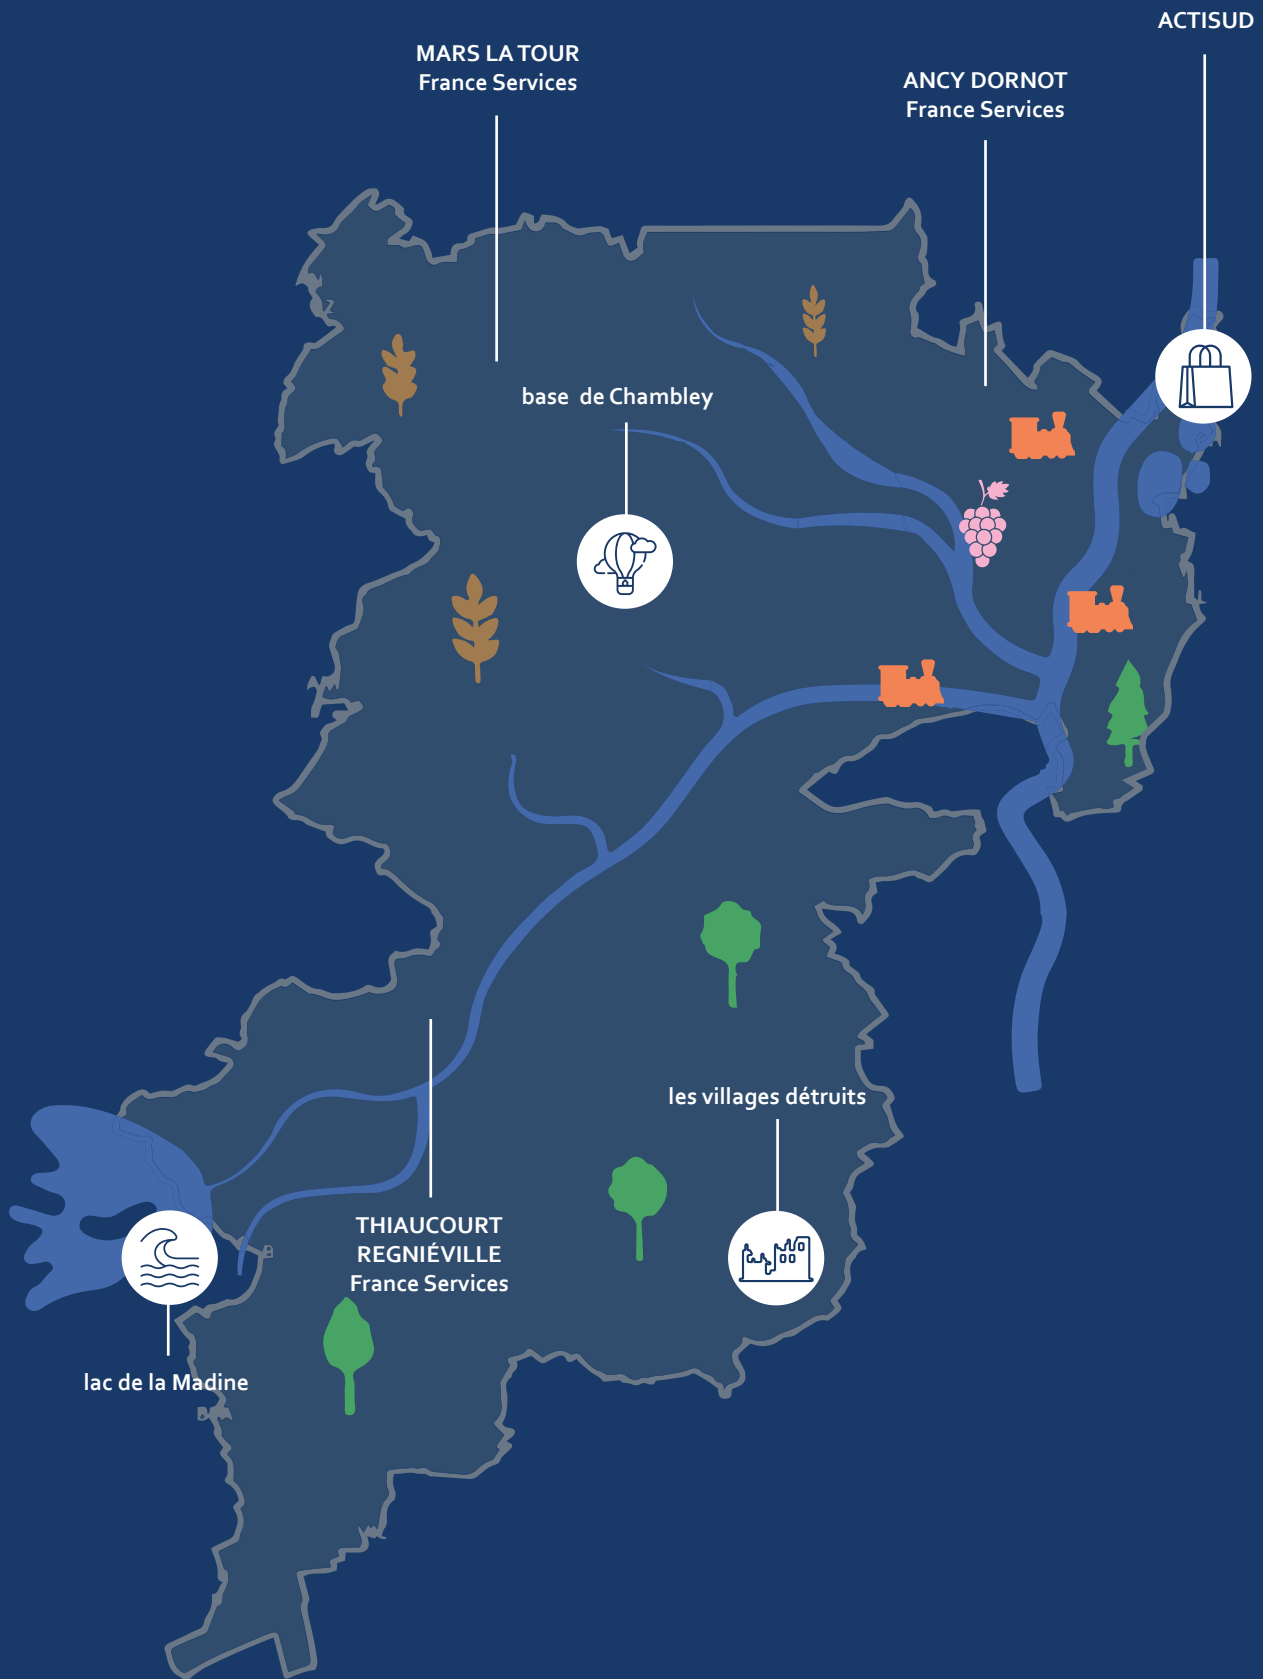 ACTISUD
MARS LA TOUR
France Services
ANCY DORNOT
France Services
base de Chambley
les villages détruits
THIAUCOURT
REGNIÉVILLE
France Services
lac de la Madine